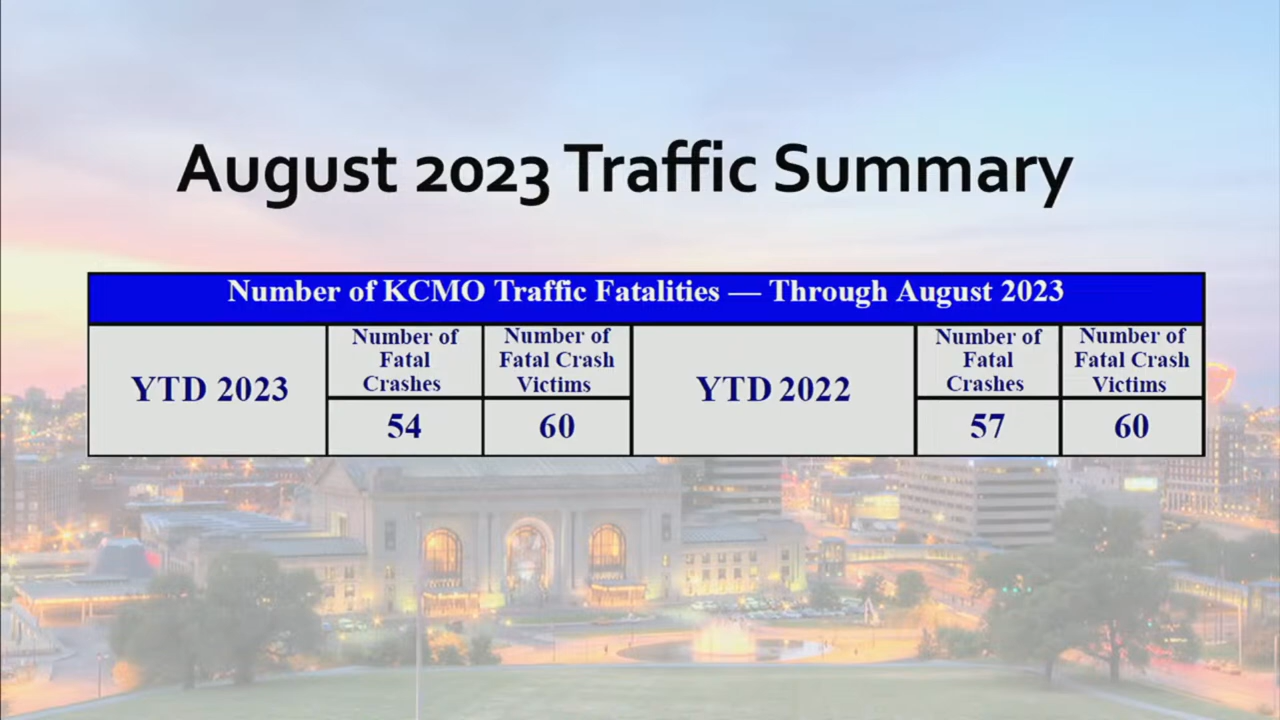 August 2023 Traffic Summary
Number of KCMO Traffic Fatalities — Through August 2023
YTD 2023
Number of
Fatal
Crashes
Number of
Fatal Crash
Victims
YTD 2022
Number of
Fatal
Crashes
Number of
Fatal Crash
Victims
54
60
57
60